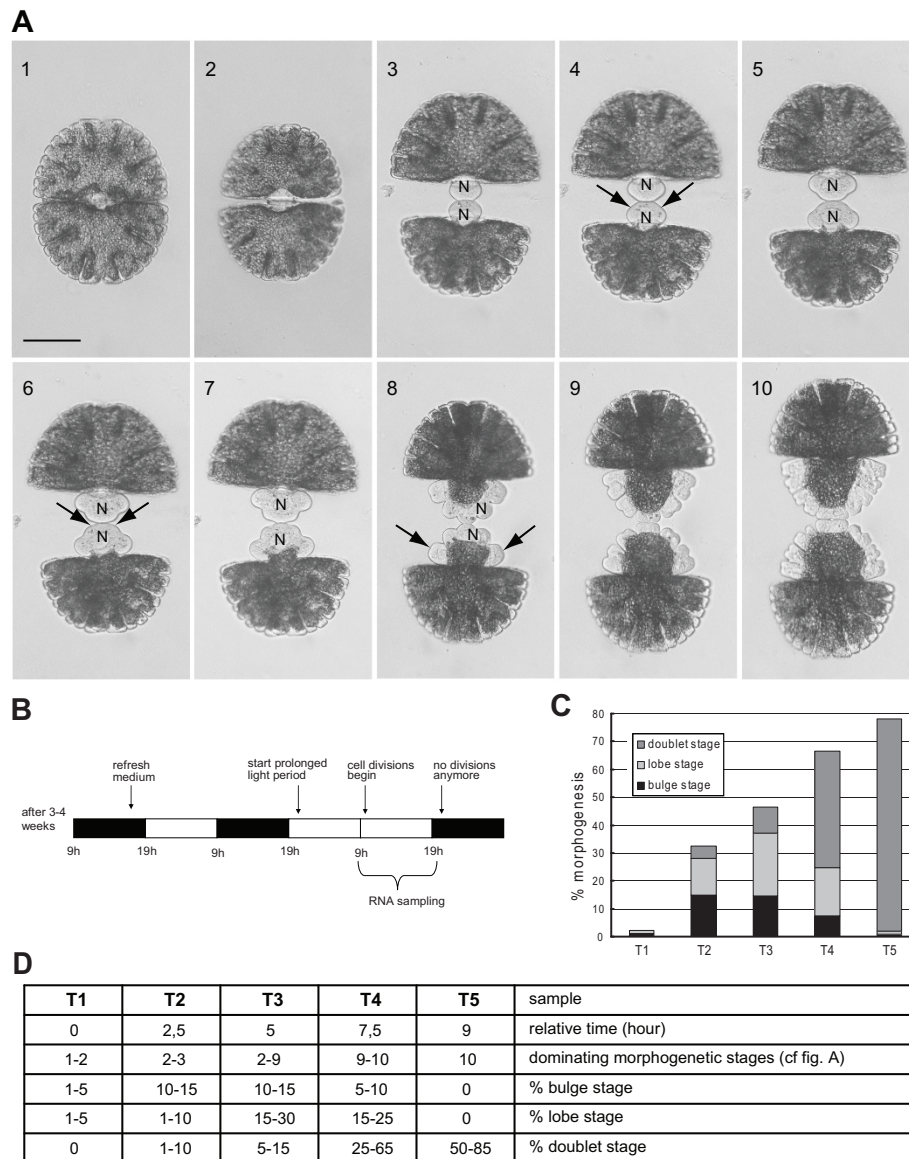 A
1
2
3
N
N
4
N
N
5
6
N
N
7
N
N
8
N
N
9
10
B
refresh
medium
start prolonged
light period
cell divisions
begin
no divisions
anymore
after 3-4
weeks
9h
19h
9h
19h
9h
19h
RNA sampling
C
80
70
60
50
40
30
20
10
0
% morphogenesis
doublet stage
lobe stage
bulge stage
T1 T2 T3 T4 T5
D
T1 T2 T3 T4 T5 sample
0 2,5 5 7,5 9 relative time (hour)
1-2 2-3 2-9 9-10 10 dominating morphogenetic stages (cf fig. A)
1-5 10-15 10-15 5-10 0 % bulge stage
1-5 1-10 15-30 15-25 0 % lobe stage
0 1-10 5-15 25-65 50-85 % doublet stage